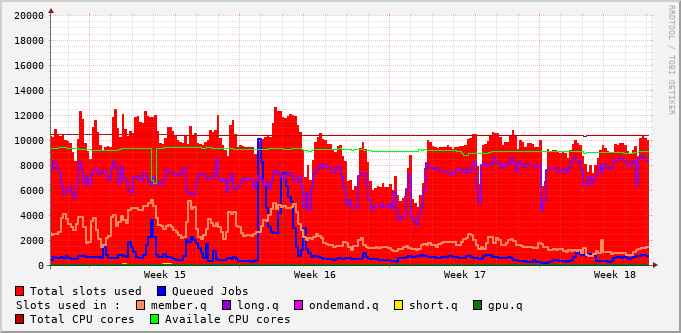 20000
18000
16000
14000
12000
10000
8000
6000
4000
2000
0
Week 15 Week 16 Week 17 Week 18
Total slots used Queued Jobs
Slots used in : member.q long.q ondemand.q short.q gpu.q
Total CPU cores Availale CPU cores
RRDTOOL / TOBI OETIKER